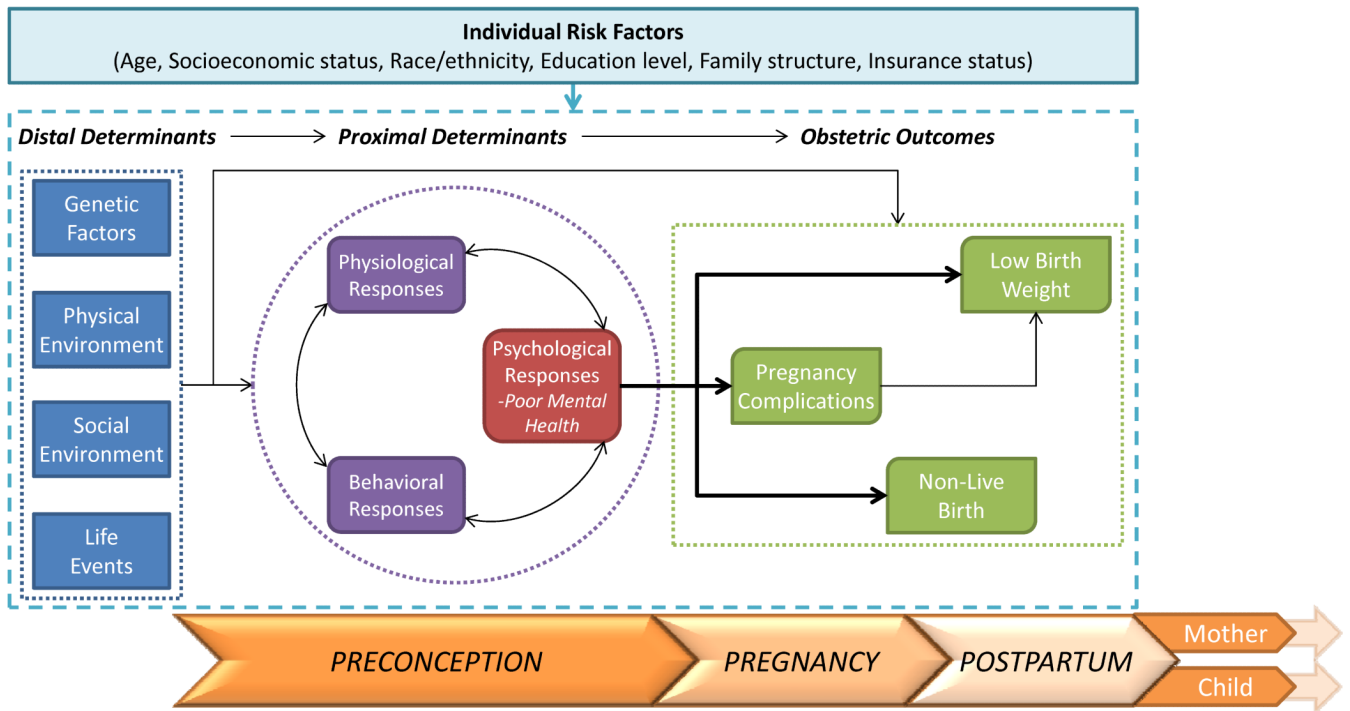 Individual Risk Factors
(Age, Socioeconomic status, Race/ethnicity, Education level, Family structure, Insurance status)
Distal Determinants
Proximal Determinants
Obstetric Outcomes
Genetic
Factors
Physical
Environment
Social
Environment
Life
Events
Physiological
Responses
Psychological
Responses
-Poor Mental
Health
Behavioral
Responses
Low Birth
Weight
Pregnancy
Complications
Non-Live
Birth
PRECONCEPTION
PREGNANCY
POSTPARTUM
Mother
Child